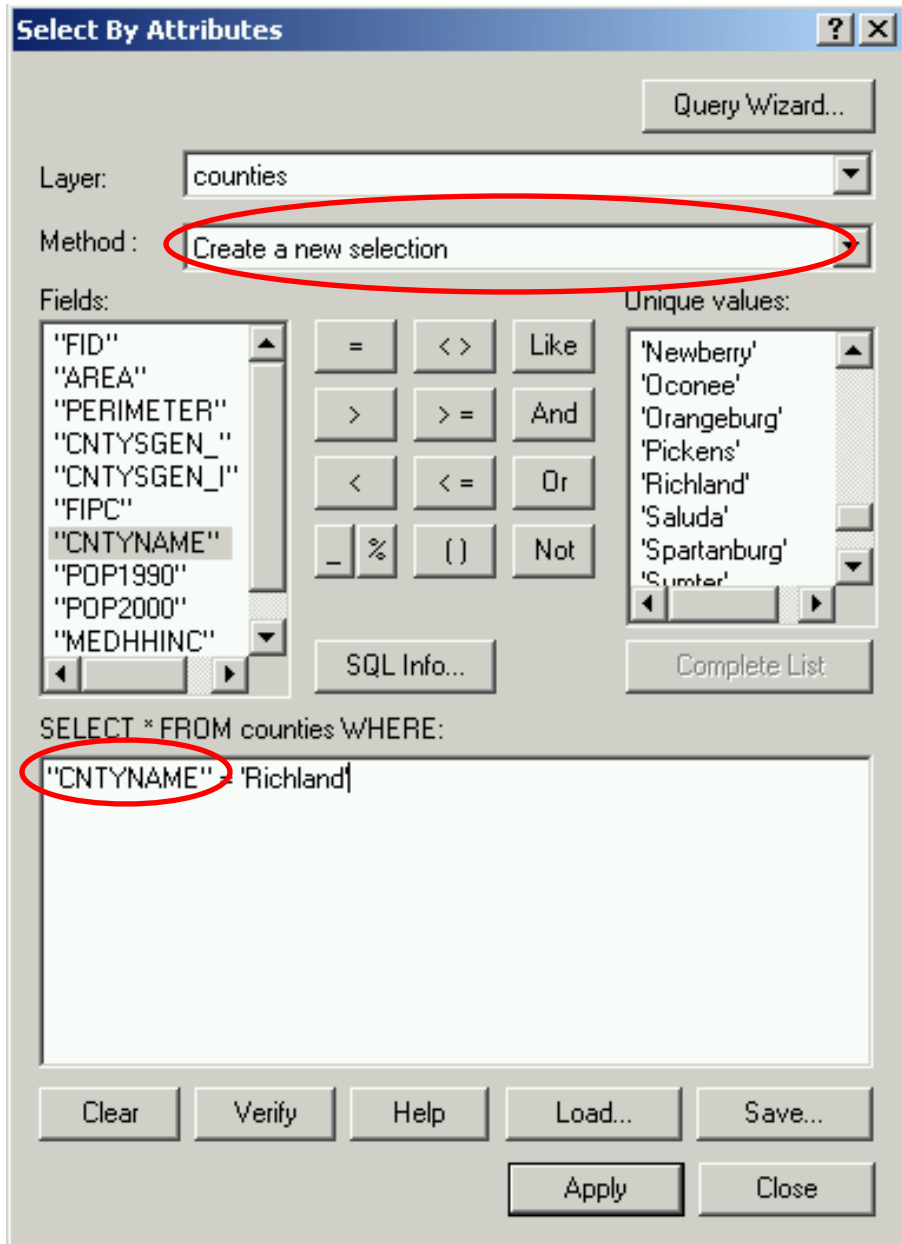 Select By Attributes
Query Wizard...
Layer: counties
Method : Create a new selection
Fields:
"FID"
"AREA"
"PERIMETER"
"CNTYSGEN_"
"CNTYSGEN_I"
"FIPC"
"CNTYNAME"
"POP1990"
"POP2000"
"MEDHHINC"
= < > Like
> > = And
< < = Or
_ % ( ) Not
SQL Info...
Unique values:
'Newberry'
'Oconee'
'Orangeburg'
'Pickens'
'Richland'
'Saluda'
'Spartanburg'
'Sumter'
Complete List
SELECT * FROM counties WHERE:
"CNTYNAME" = 'Richland'
Clear Verify Help Load... Save...
Apply Close